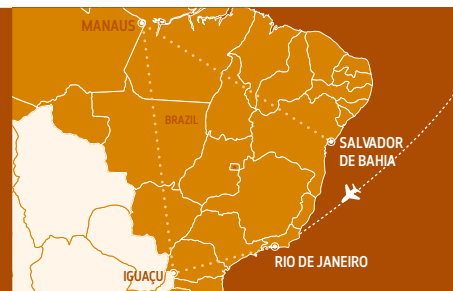 MANAUS
BRAZIL
SALVADOR
DE BAHIA
RIO DE JANEIRO
IGUAÇU